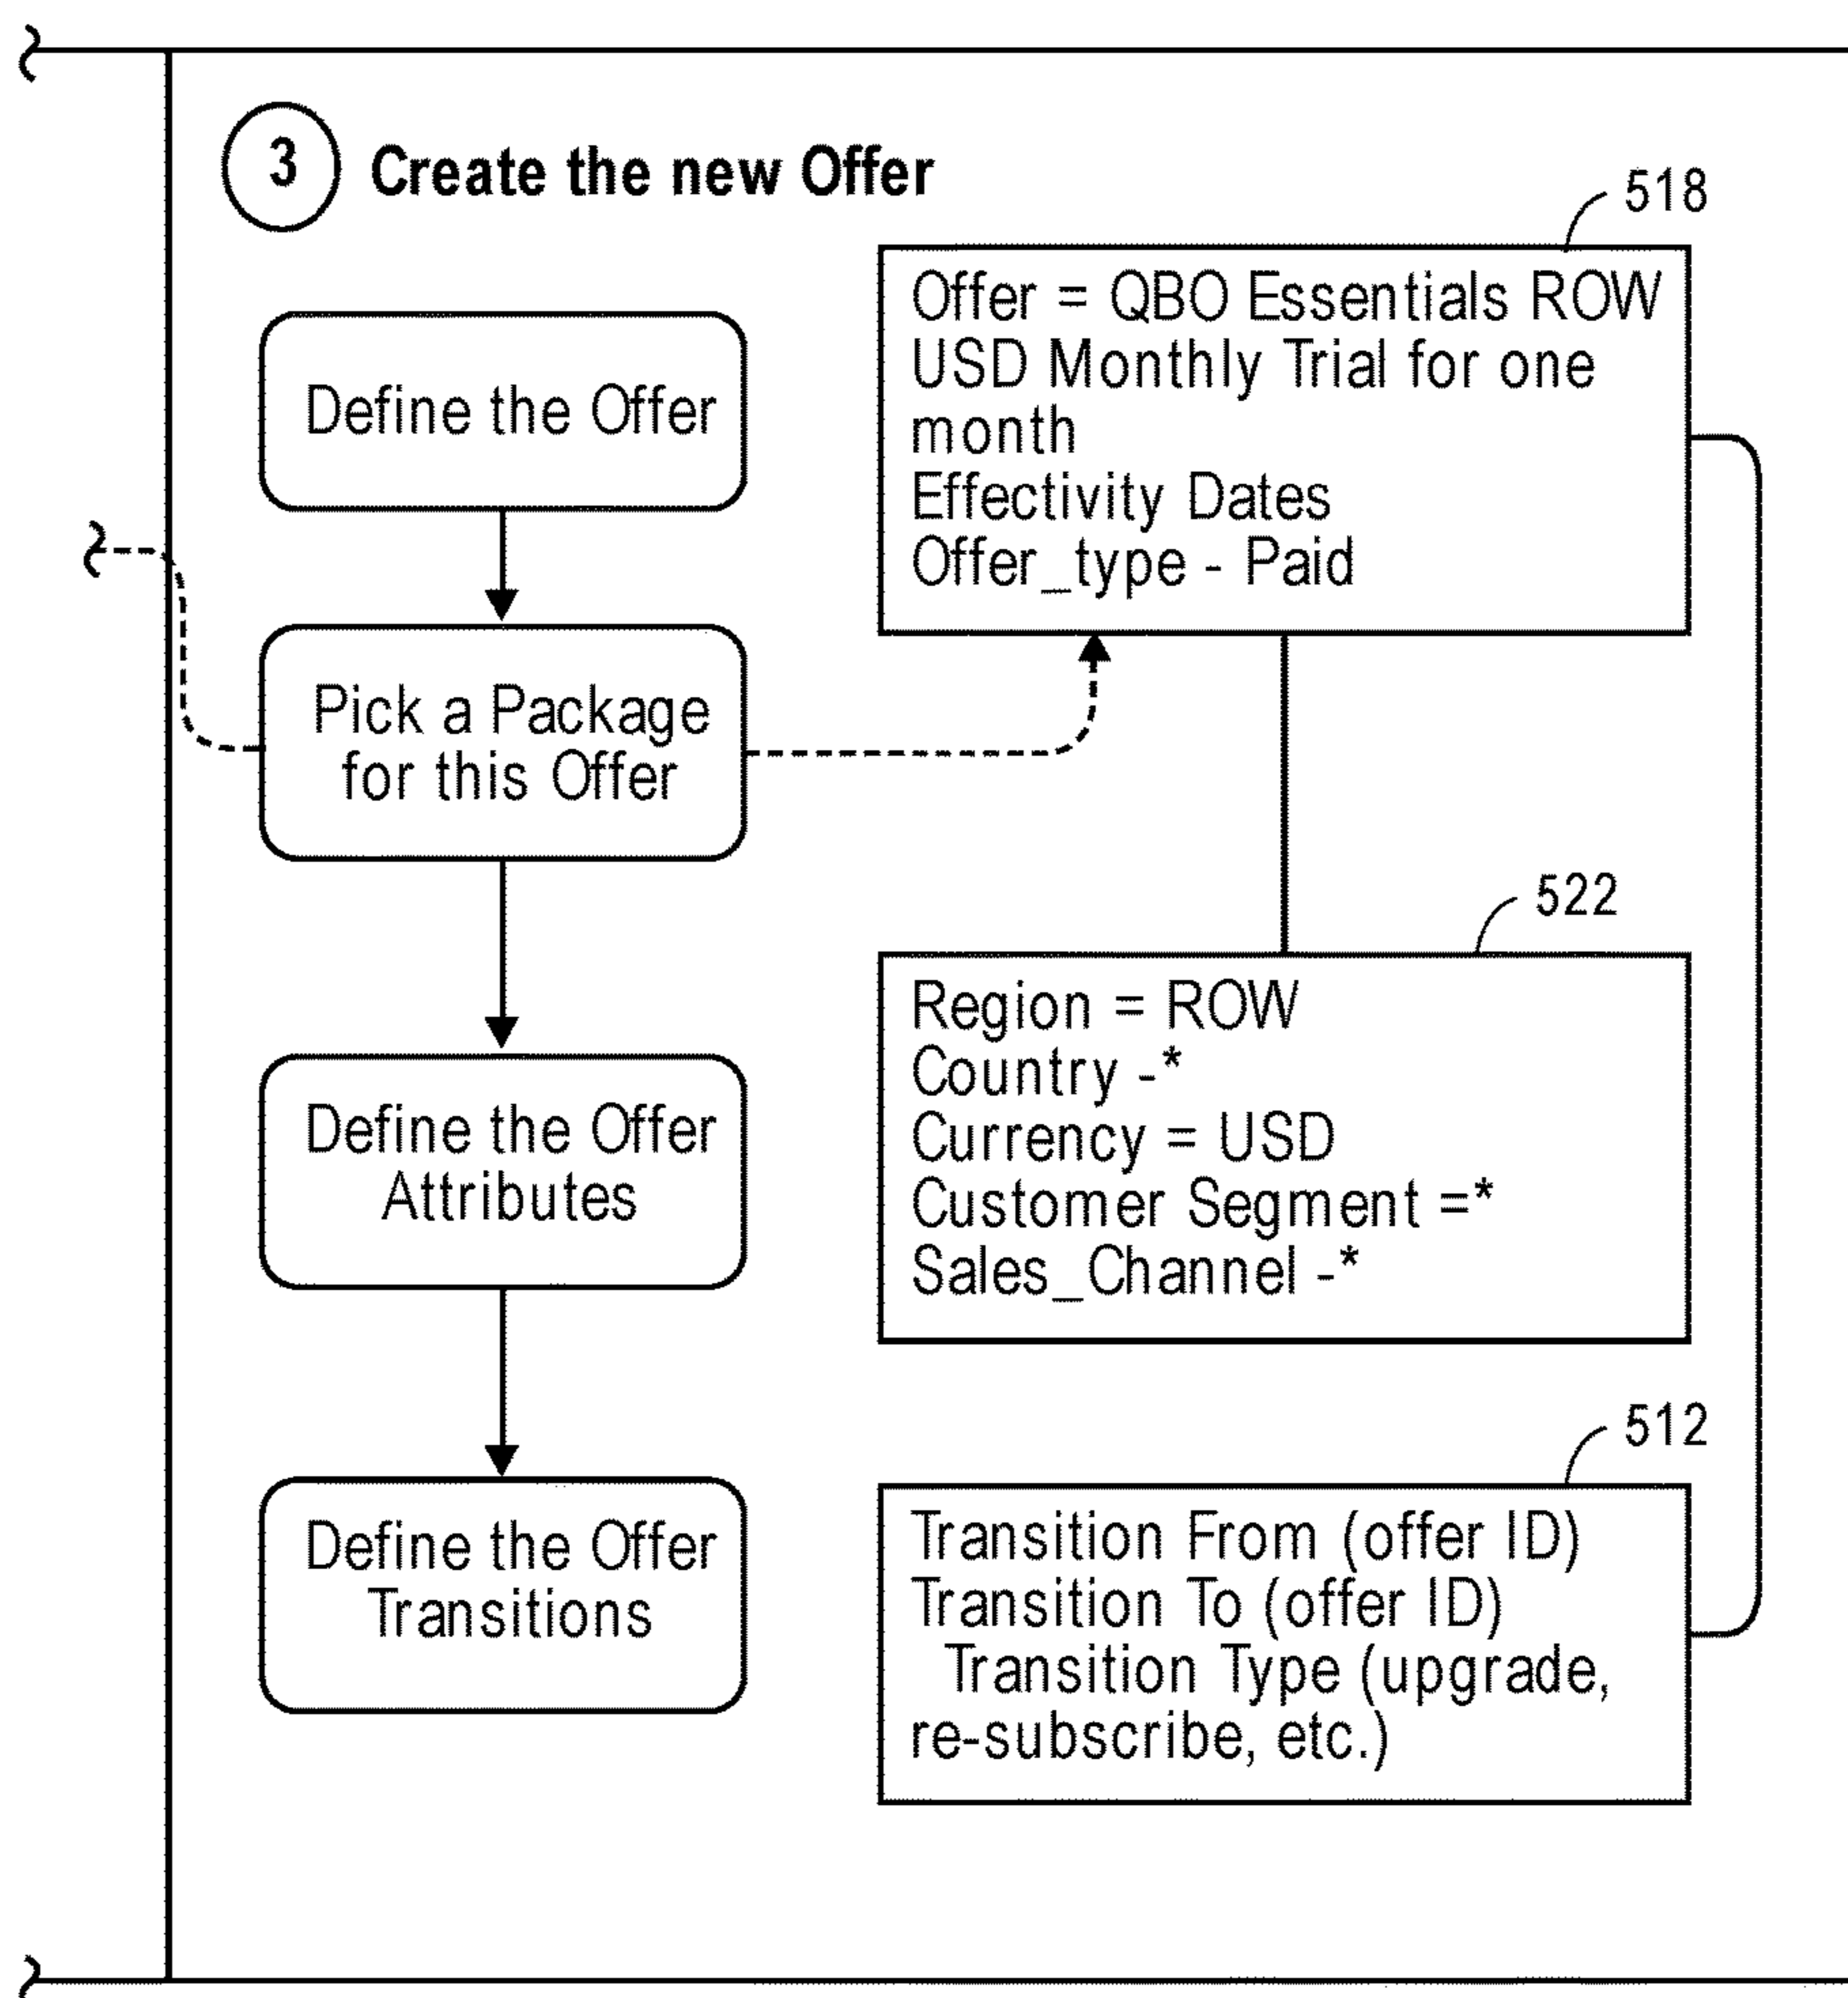 3 Create the new Offer
518
Define the Offer
Offer = QBO Essentials ROW
USD Monthly Trial for one
month
Effectivity Dates
Offer_type - Paid
Pick a Package
for this Offer
522
Define the Offer
Attributes
Region = ROW
Country -*
Currency = USD
Customer Segment =*
Sales_Channel -*
512
Define the Offer
Transitions
Transition From (offer ID)
Transition To (offer ID)
Transition Type (upgrade,
re-subscribe, etc.)